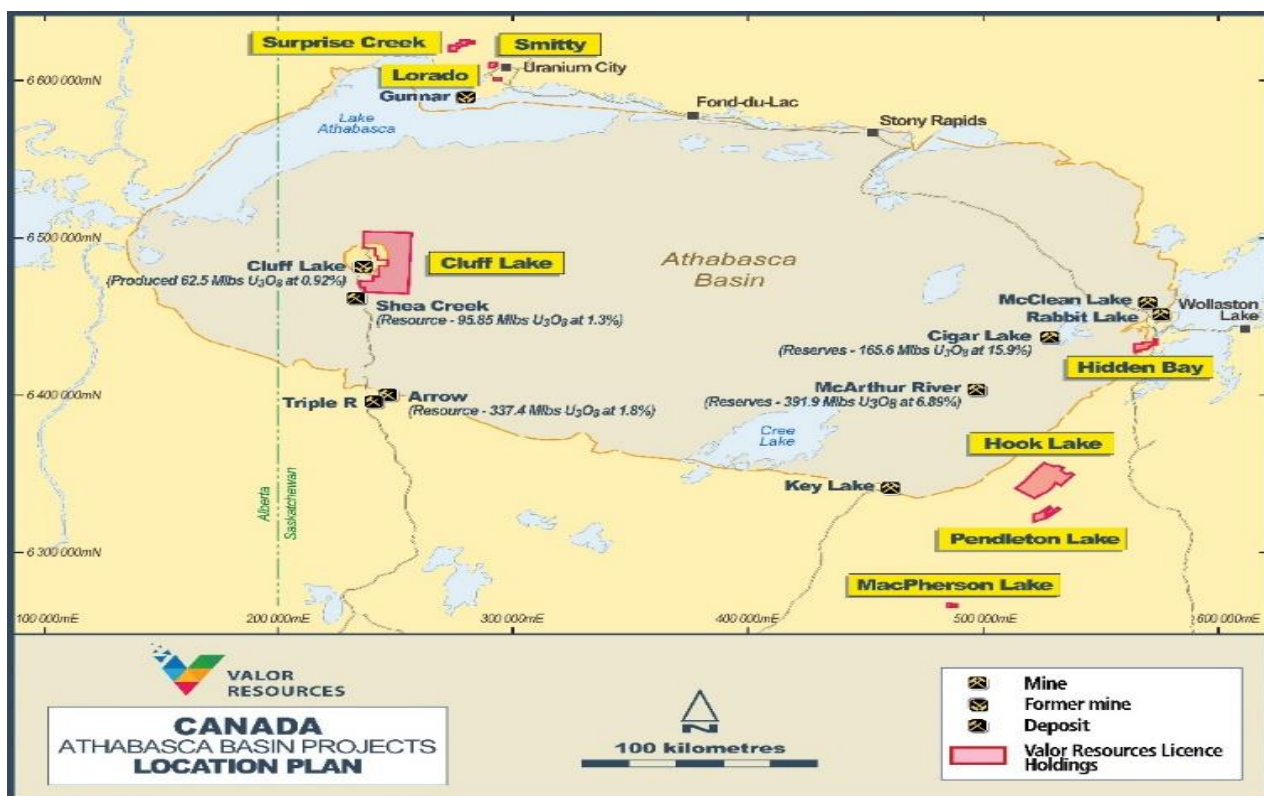 Surprise Creek
Smitty
6 600 000mN
Lorado
Uranium City
Gunnar
Lake
Athabasca
Fond-du-Lac
Stony Rapids
6 500 000mN
Cluff Lake
(Produced 62.5 Mlbs U₃O₈ at 0.92%)
Cluff Lake
Athabasca
Basin
Shea Creek
(Resource - 95.85 Mlbs U₃O₈ at 1.3%)
McClean Lake
Rabbit Lake
Wollaston
Lake
Cigar Lake
(Reserves - 165.6 Mlbs U₃O₈ at 15.9%)
Hidden Bay
6 400 000mN
Triple R
Arrow
(Resource - 337.4 Mlbs U₃O₈ at 1.8%)
McArthur River
(Reserves - 391.9 Mlbs U₃O₈ at 6.89%)
Cree
Lake
Hook Lake
Key Lake
Alberta
Saskatchewan
Pendleton Lake
6 300 000mN
MacPherson Lake
100 000mE
200 000mE
300 000mE
400 000mE
500 000mE
600 000mE
VALOR
RESOURCES
CANADA
ATHABASCA BASIN PROJECTS
LOCATION PLAN
N
100 kilometres
Mine
Former mine
Deposit
Valor Resources Licence
Holdings